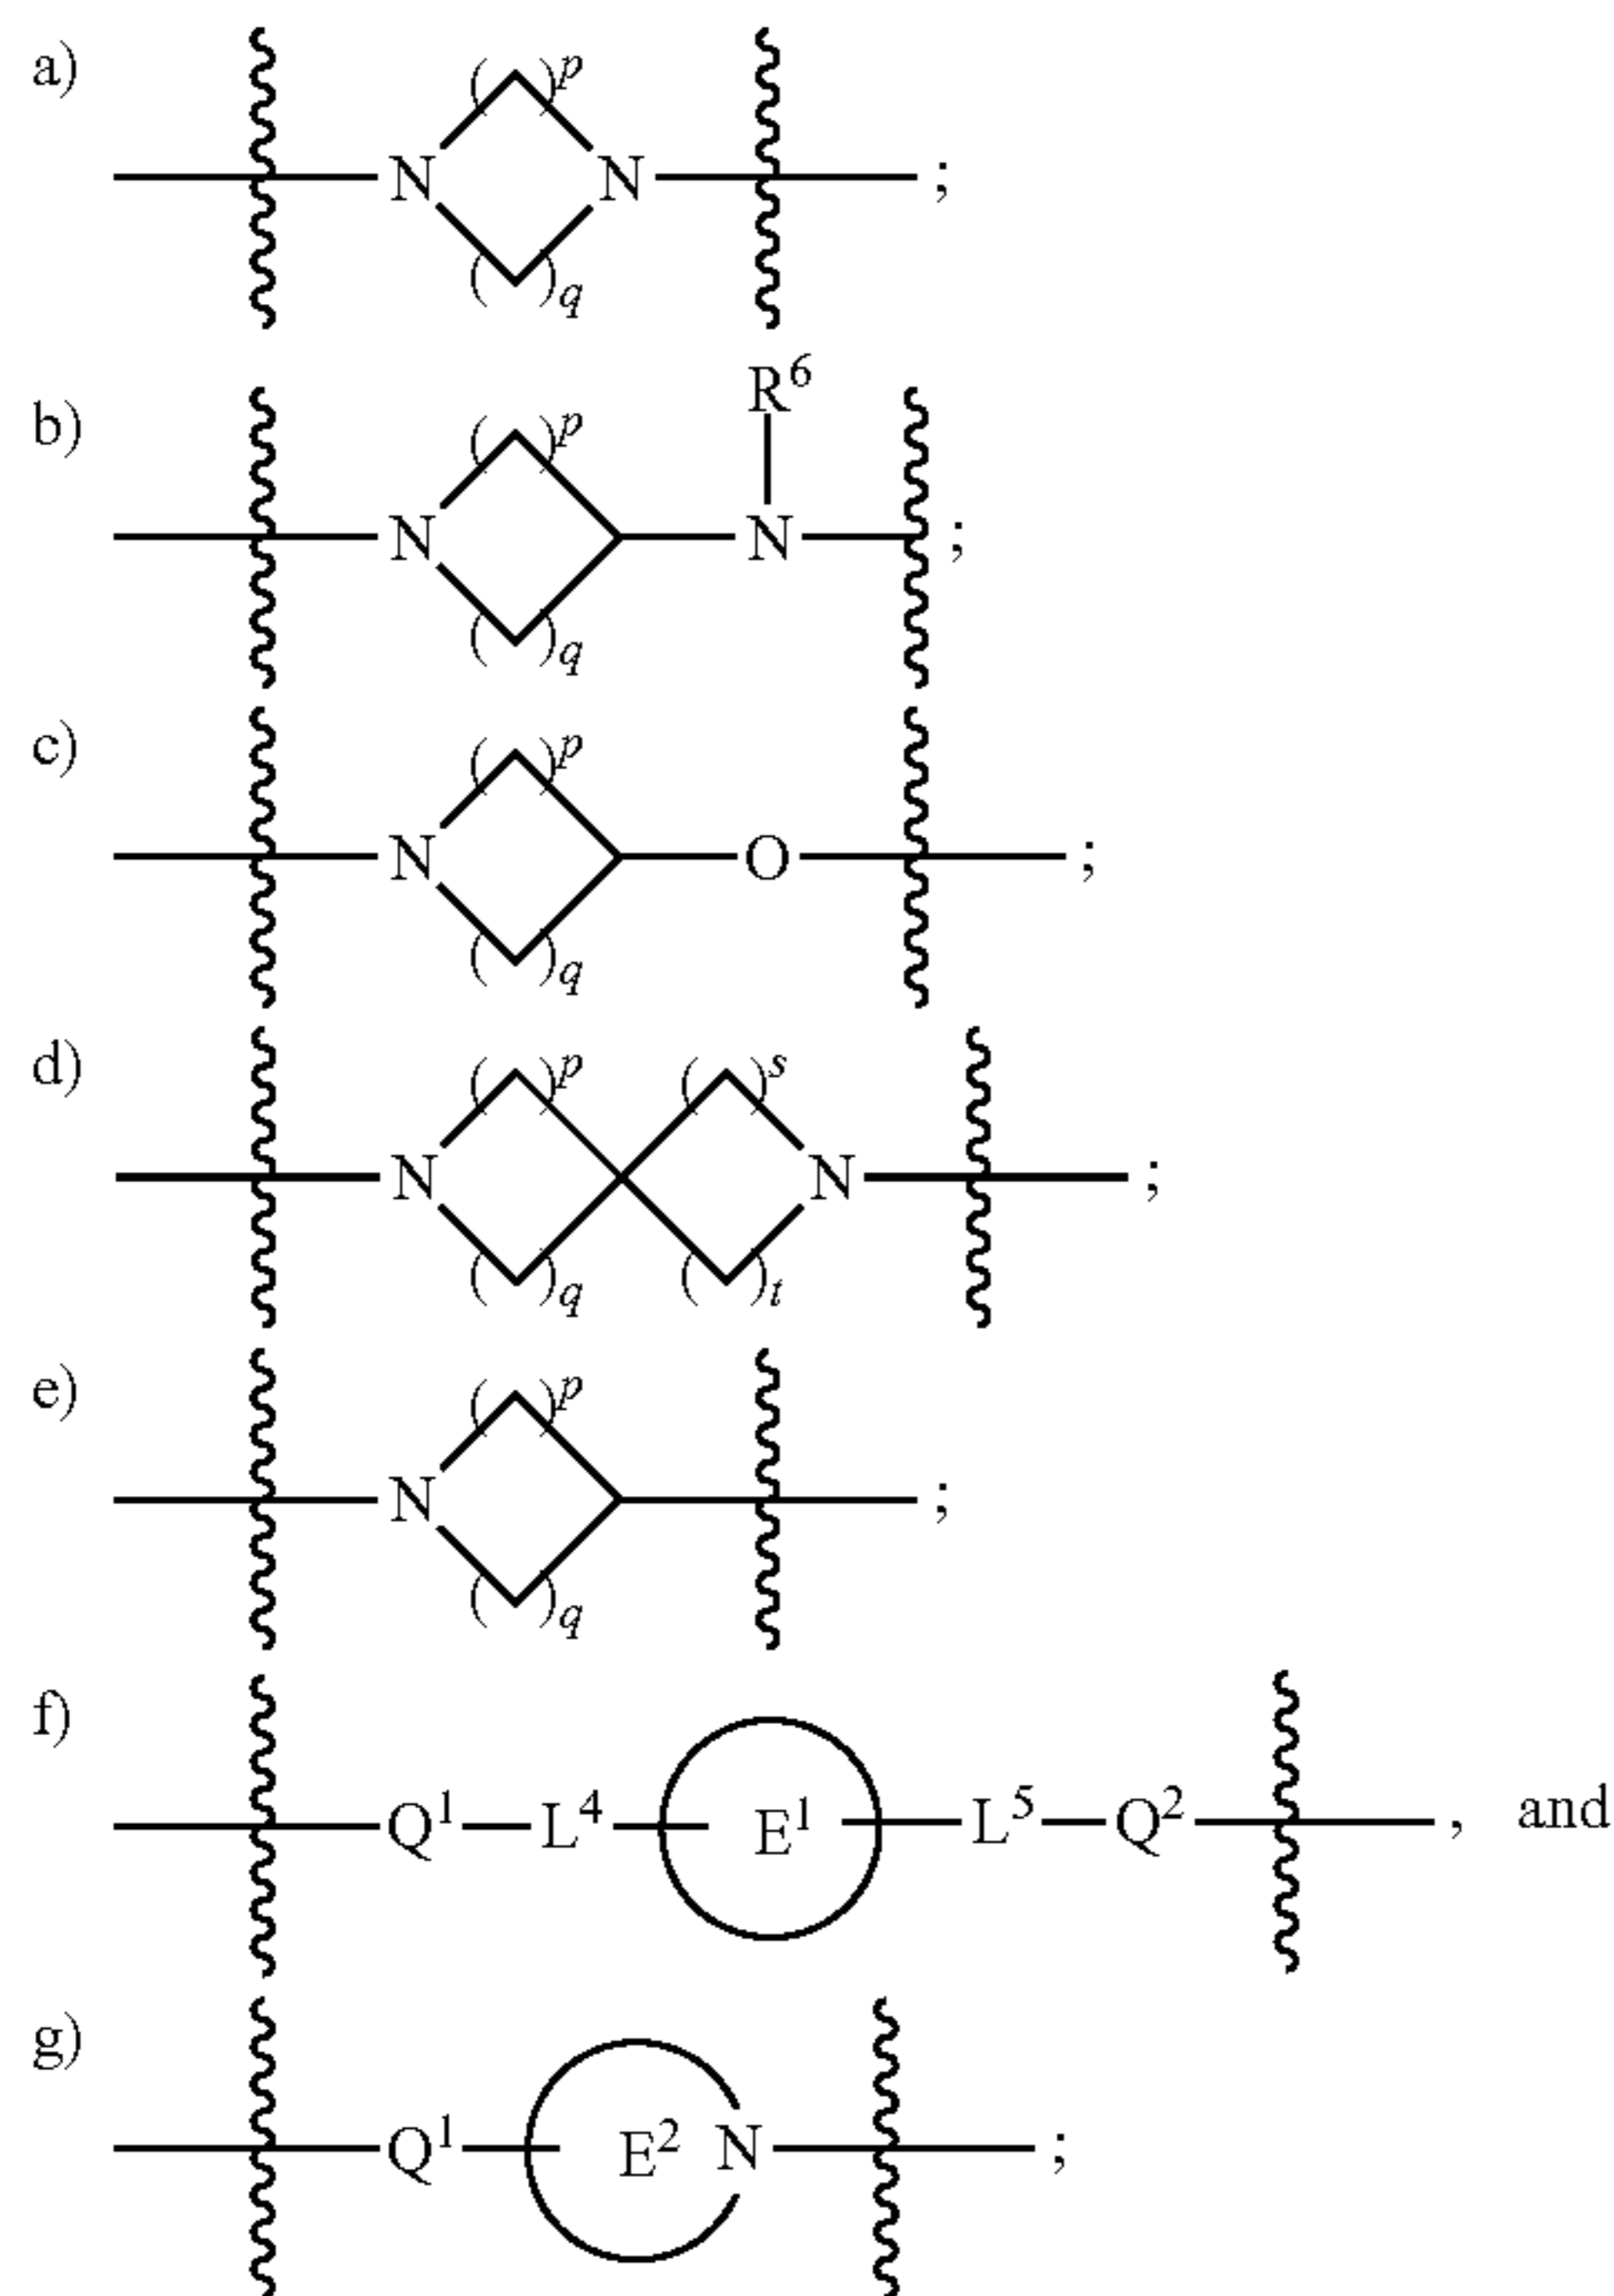 a) ( )p N N ( )q ;
b) R6 ( )p N N ( )q ;
c) ( )p N O ( )q ;
d) ( )p ( )s N N ( )q ( )t ;
e) ( )p N ( )q ;
f) Q1 L4 E1 L5 Q2 , and
g) Q1 E2 N ;